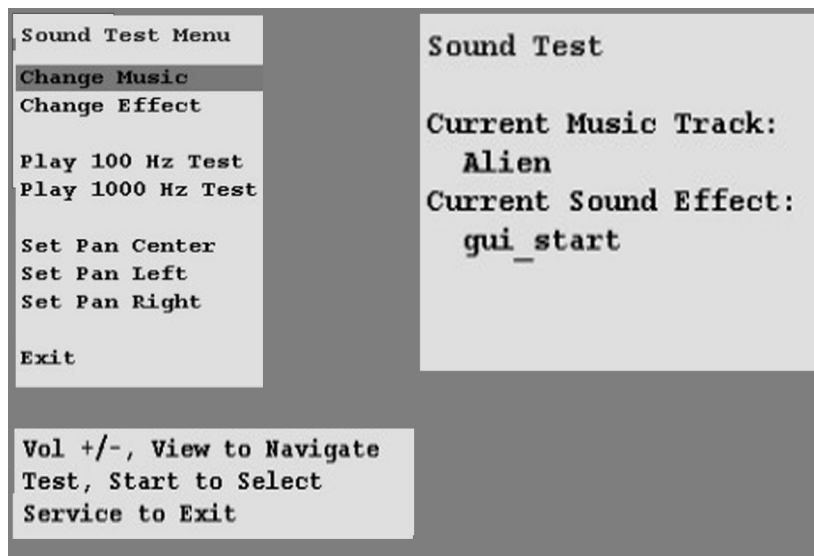 Sound Test Menu
Change Music
Change Effect
Play 100 Hz Test
Play 1000 Hz Test
Set Pan Center
Set Pan Left
Set Pan Right
Exit
Sound Test
Current Music Track:
Alien
Current Sound Effect:
gui_start
Vol +/-, View to Navigate
Test, Start to Select
Service to Exit